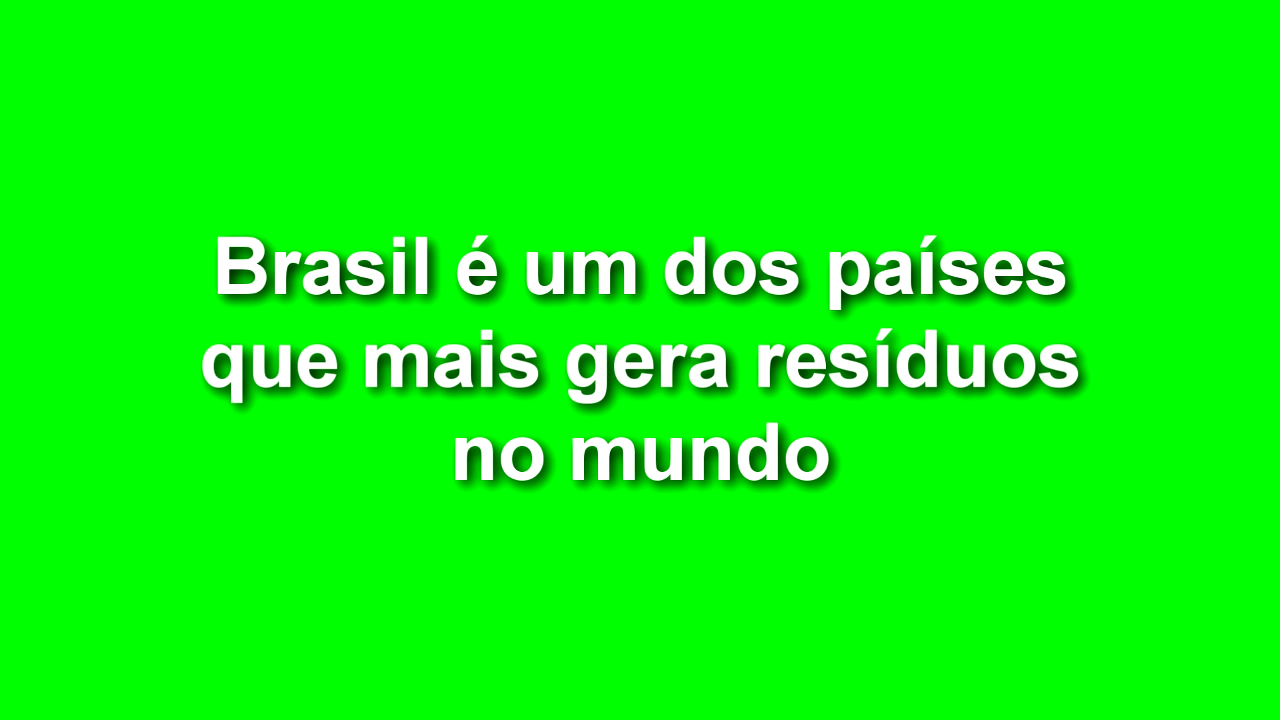 Brasil é um dos países
que mais gera resíduos
no mundo